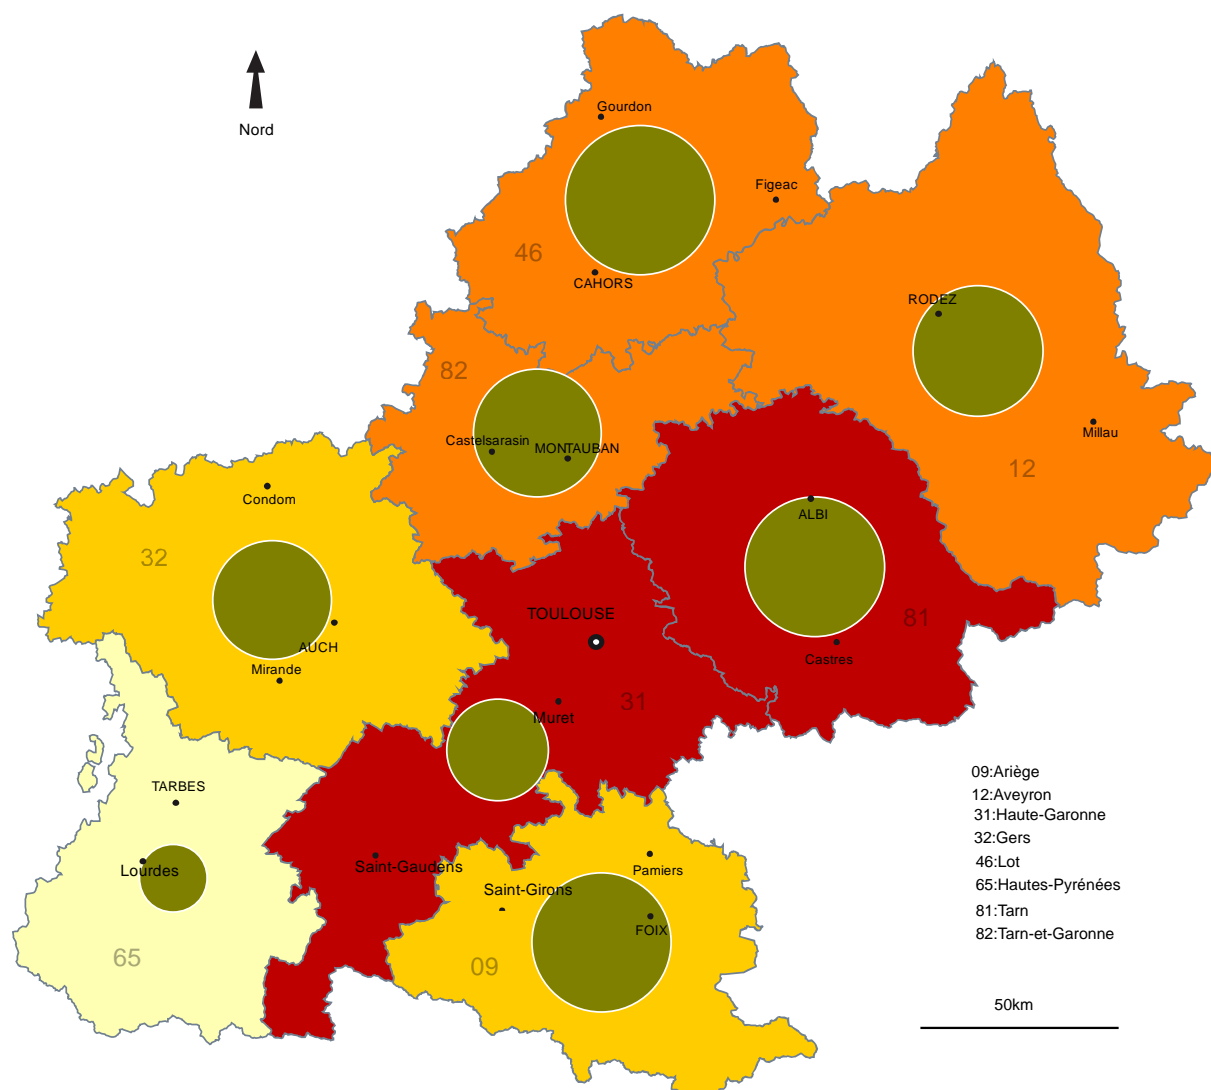 Gourdon
Nord
Figeac
46
CAHORS
RODEZ
82
Castelsarasin
MONTAUBAN
Millau
12
Condom
ALBI
32
TOULOUSE
81
AUCH
Castres
Mirande
31
Muret
TARBES
09:Ariège
12:Aveyron
31:Haute-Garonne
32:Gers
46:Lot
65:Hautes-Pyrénées
81:Tarn
82:Tarn-et-Garonne
Lourdes
Saint-Gaudens
Pamiers
Saint-Girons
FOIX
65
09
50km